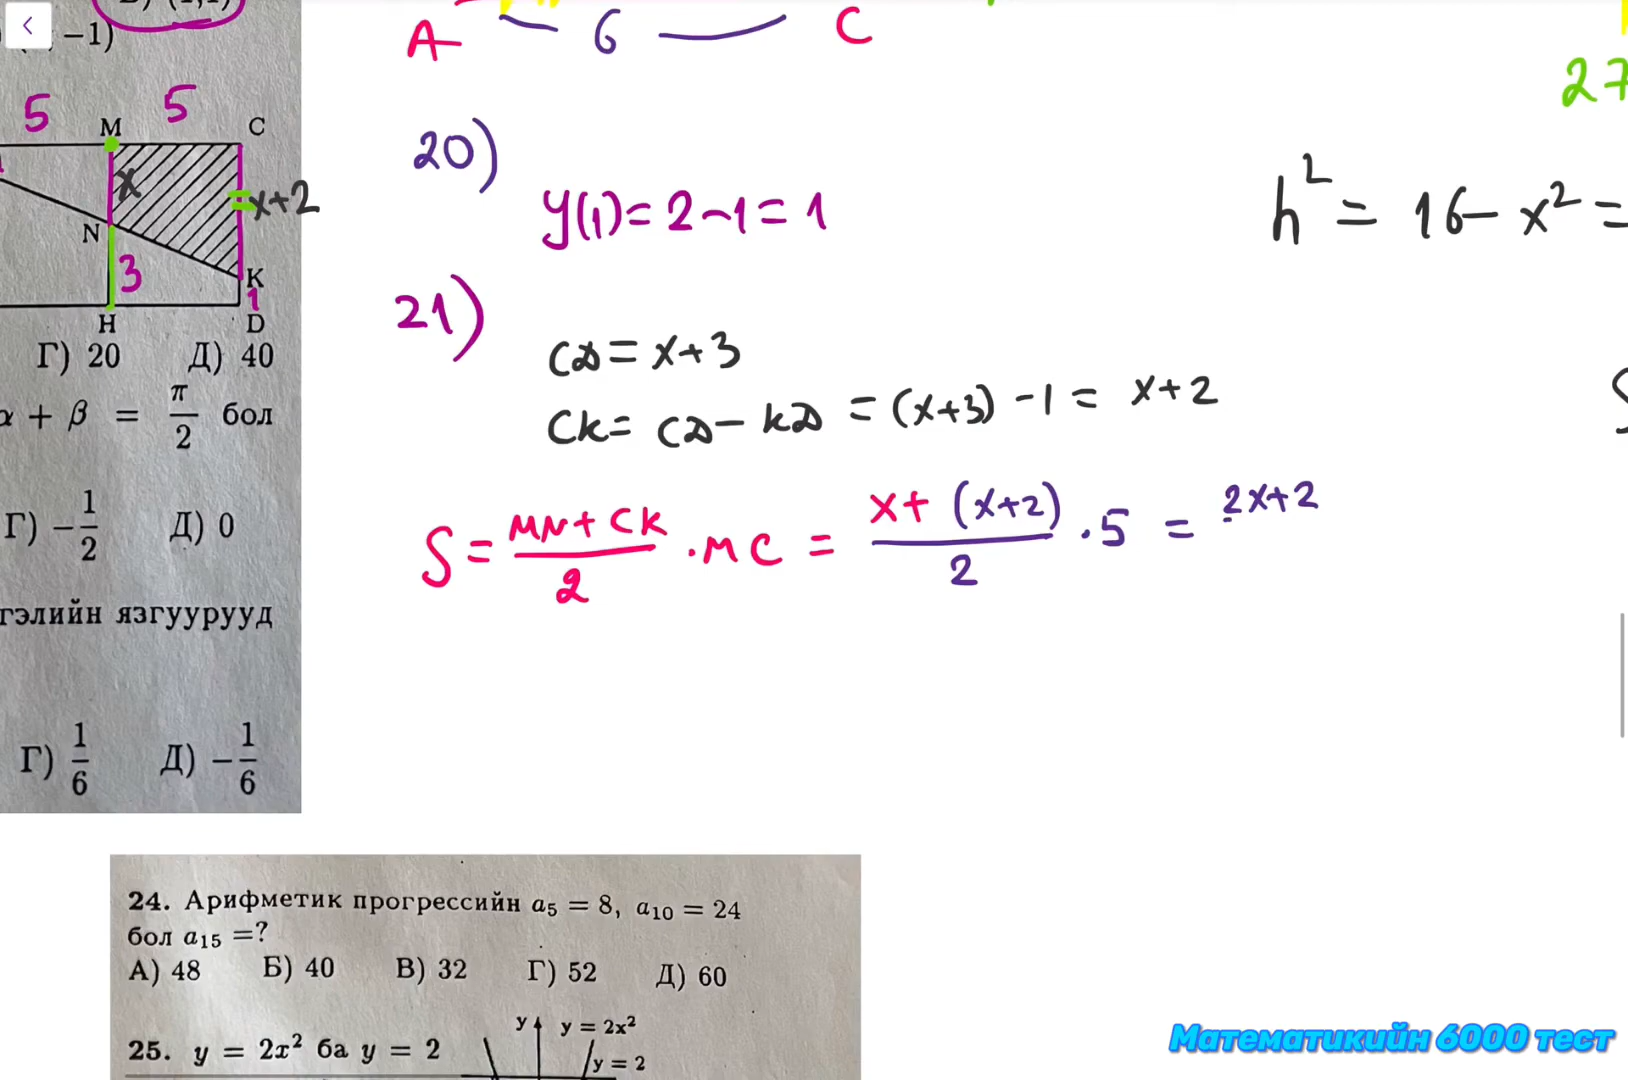 -1)
A 6 C
27
5 5
M C
x
x+2
N
3
K
1
H D
Г) 20 Д) 40
α + β = π/2 бол
Г) -1/2 Д) 0
гэлийн язгуурууд
Г) 1/6 Д) -1/6
20)
y(1)=2-1=1
h² = 16-x² =
21)
CD = x+3
CK = CD - KD = (x+3) -1 = x+2
S = MN+CK/2 ·MC = x+(x+2)/2 ·5 = 2x+2
24. Арифметик прогрессийн a₅ = 8, a₁₀ = 24
бол a₁₅ =?
А) 48 Б) 40 В) 32 Г) 52 Д) 60
25. y = 2x² ба y = 2
y y = 2x²
y = 2
Математикийн 6000 тест